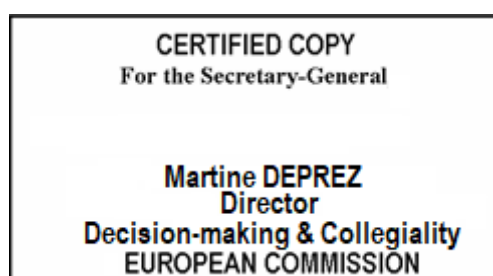 CERTIFIED COPY
For the Secretary-General
Martine DEPREZ
Director
Decision-making & Collegiality
EUROPEAN COMMISSION